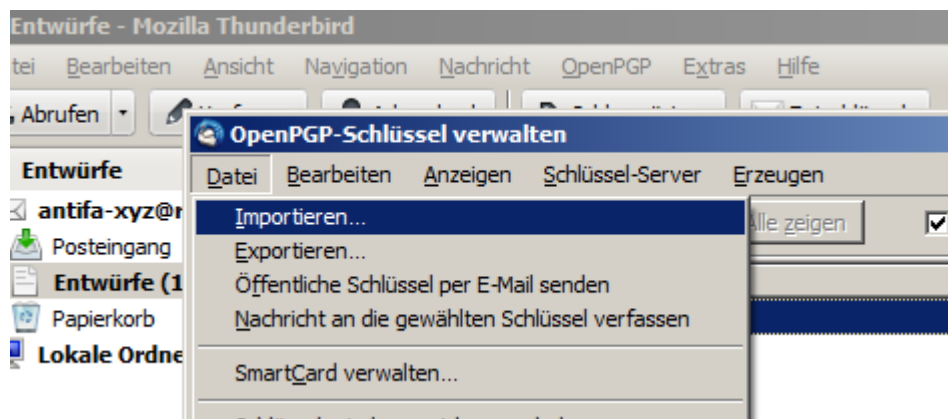 Entwürfe - Mozilla Thunderbird
tei Bearbeiten Ansicht Navigation Nachricht OpenPGP Extras Hilfe
Abrufen
OpenPGP-Schlüssel verwalten
Entwürfe
Datei Bearbeiten Anzeigen Schlüssel-Server Erzeugen
antifa-xyz@r
Importieren...
Alle zeigen
Posteingang
Exportieren...
Entwürfe (1
Öffentliche Schlüssel per E-Mail senden
Papierkorb
Nachricht an die gewählten Schlüssel verfassen
Lokale Ordne
SmartCard verwalten...